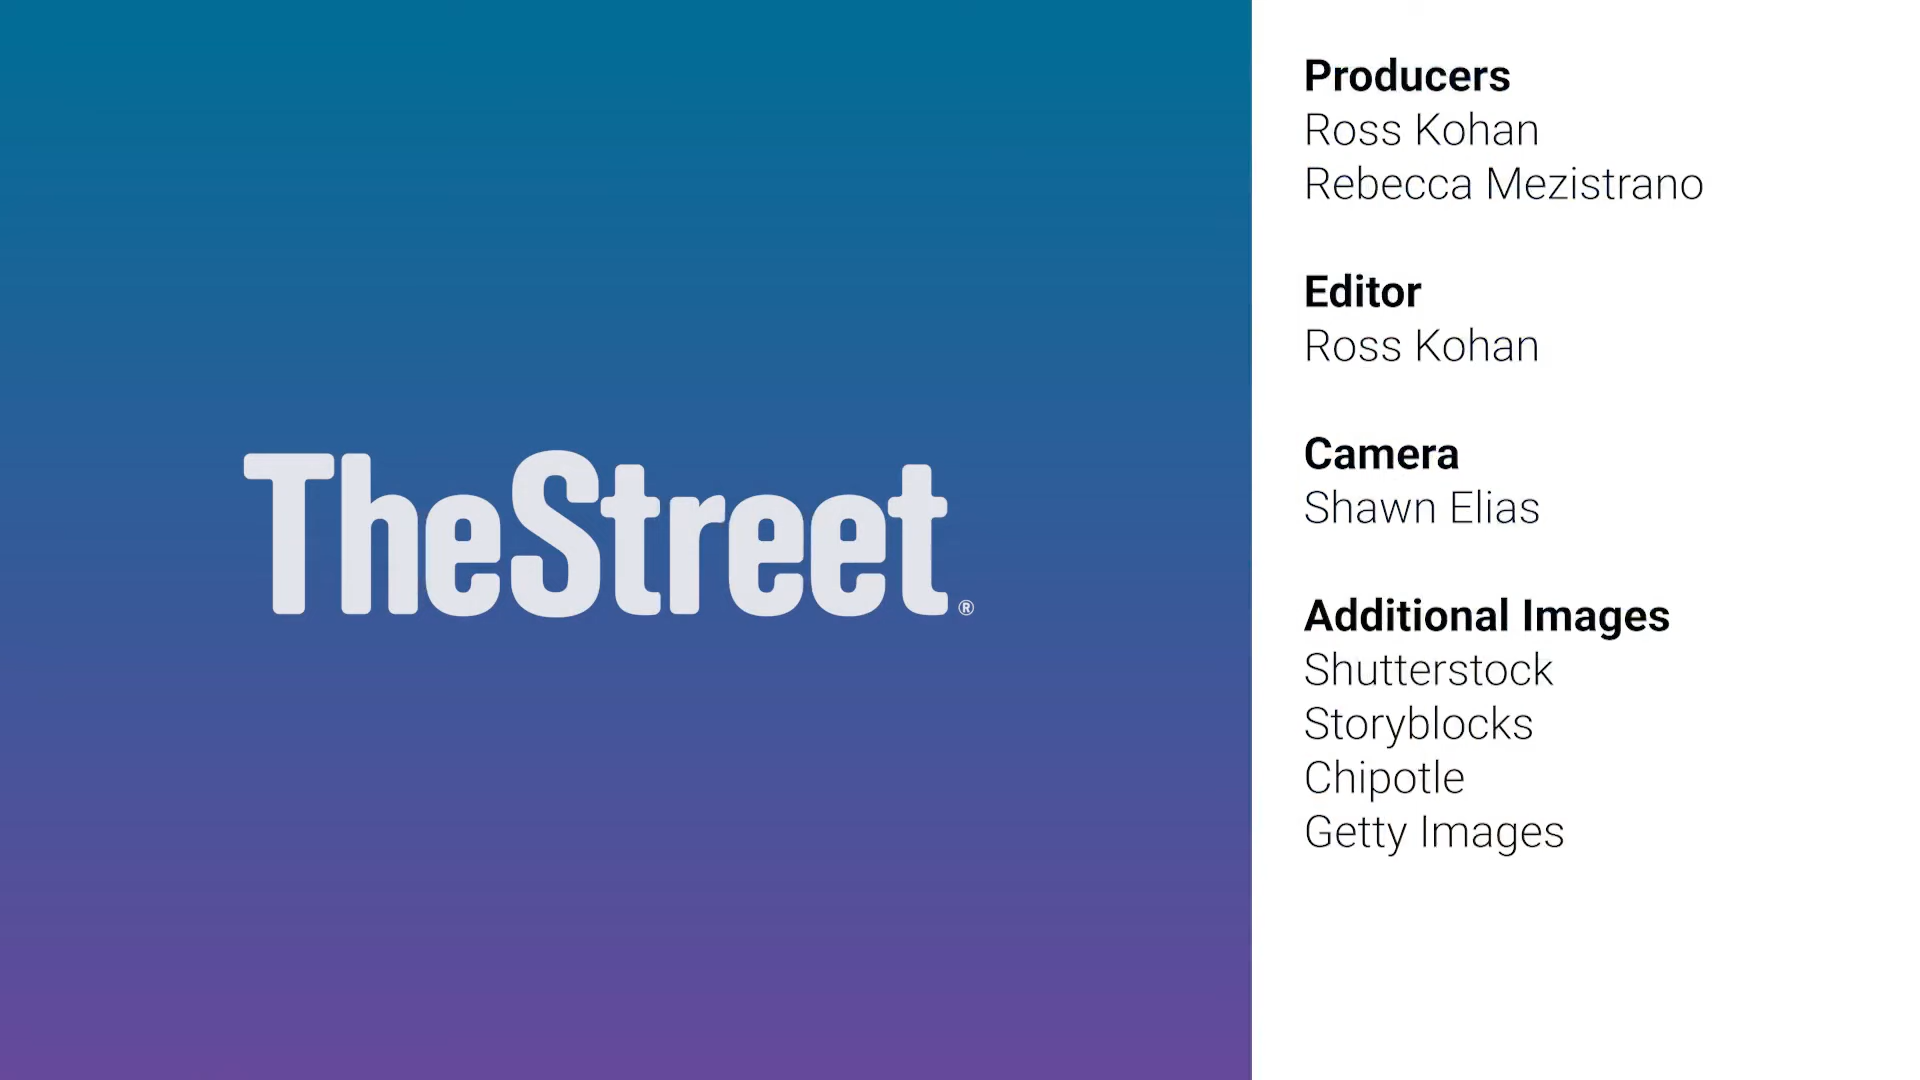 TheStreet®
Producers
Ross Kohan
Rebecca Mezistrano
Editor
Ross Kohan
Camera
Shawn Elias
Additional Images
Shutterstock
Storyblocks
Chipotle
Getty Images